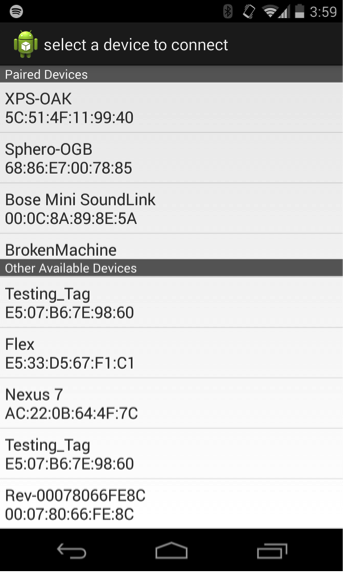 3:59
select a device to connect
Paired Devices
XPS-OAK
5C:51:4F:11:99:40
Sphero-OGB
68:86:E7:00:78:85
Bose Mini SoundLink
00:0C:8A:89:8E:5A
BrokenMachine
Other Available Devices
Testing_Tag
E5:07:B6:7E:98:60
Flex
E5:33:D5:67:F1:C1
Nexus 7
AC:22:0B:64:4F:7C
Testing_Tag
E5:07:B6:7E:98:60
Rev-00078066FE8C
00:07:80:66:FE:8C